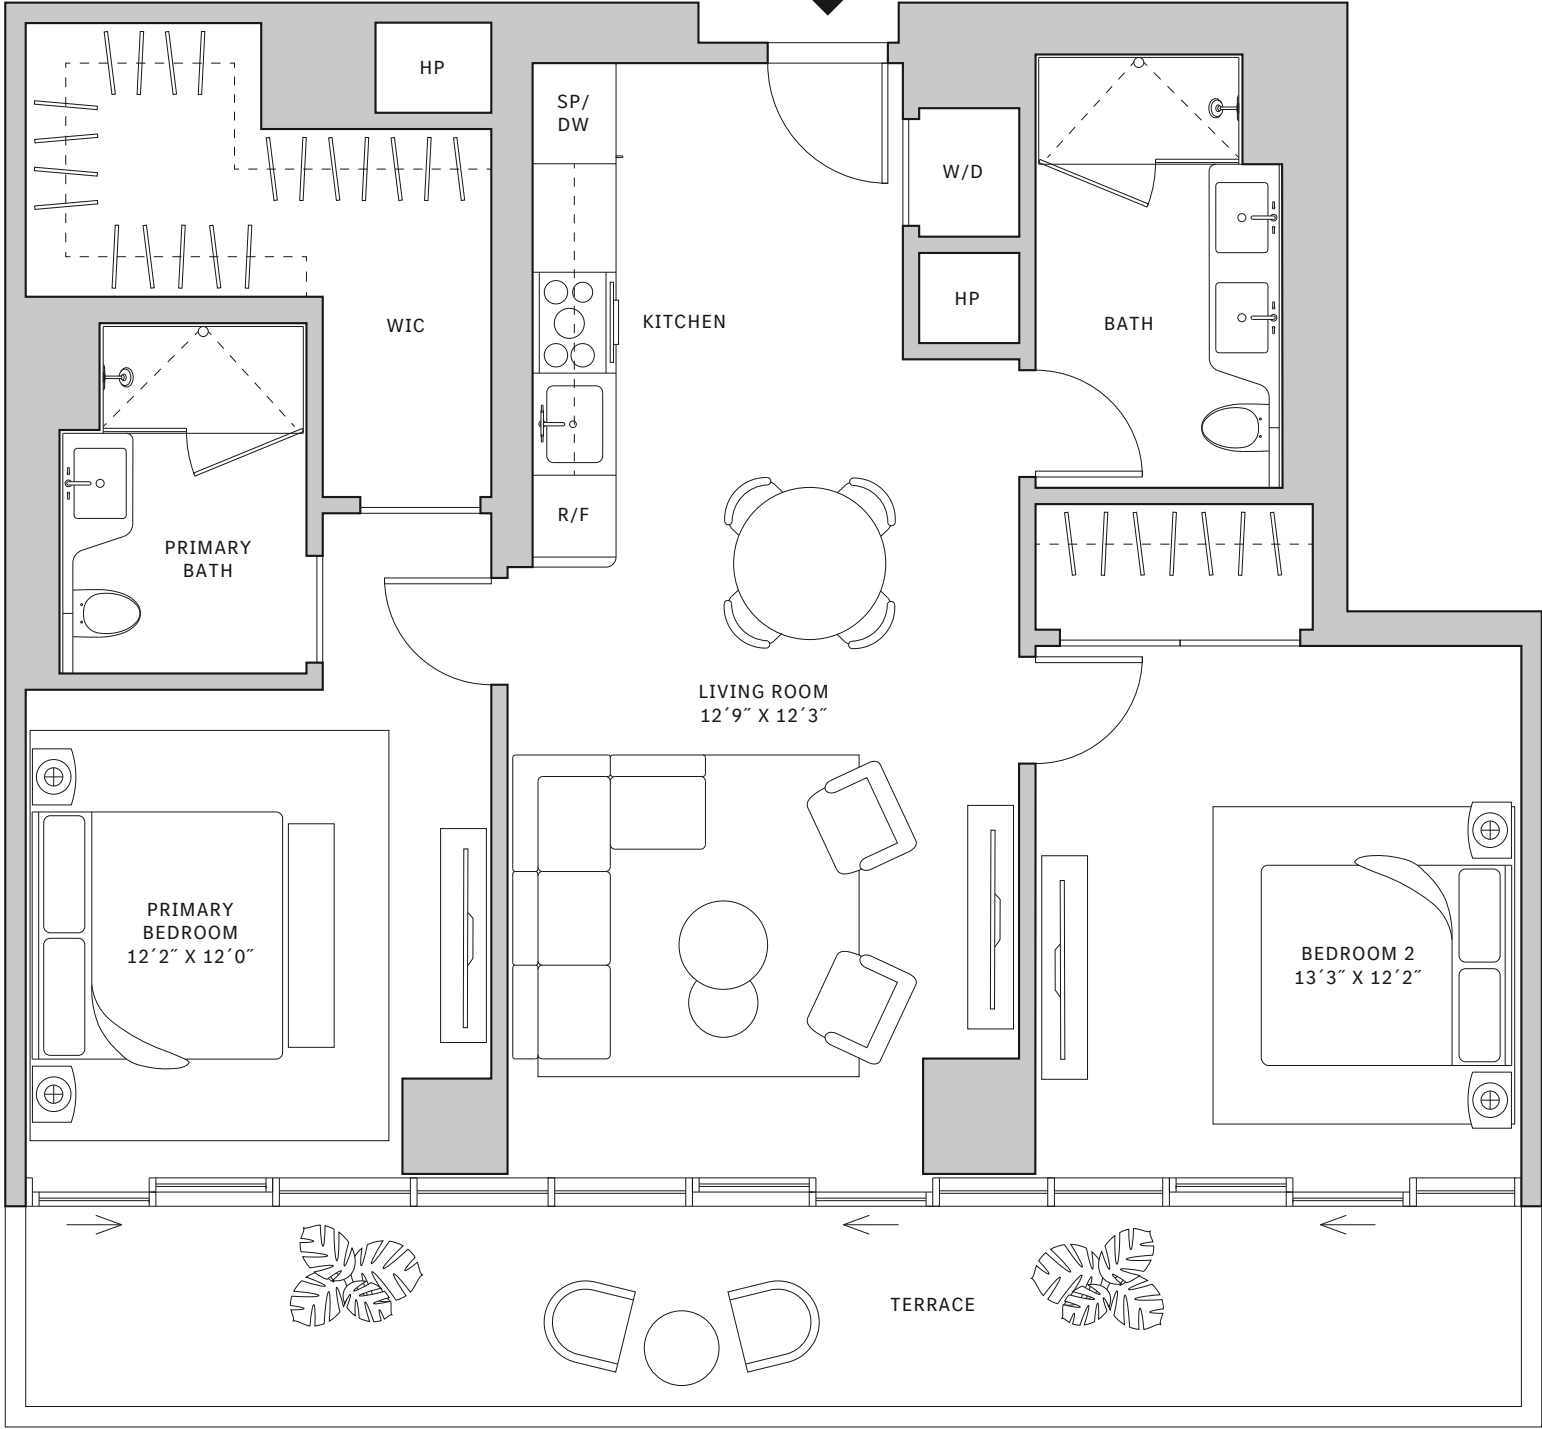 HP
SP/
DW
W/D
HP
WIC
KITCHEN
BATH
R/F
PRIMARY
BATH
LIVING ROOM
12´9˝ X 12´3˝
PRIMARY
BEDROOM
12´2˝ X 12´0˝
BEDROOM 2
13´3˝ X 12´2˝
TERRACE